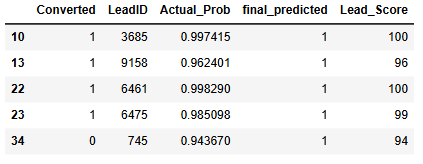 Converted LeadID Actual_Prob final_predicted Lead_Score
10 1 3685 0.997415 1 100
13 1 9158 0.962401 1 96
22 1 6461 0.998290 1 100
23 1 6475 0.985098 1 99
34 0 745 0.943670 1 94